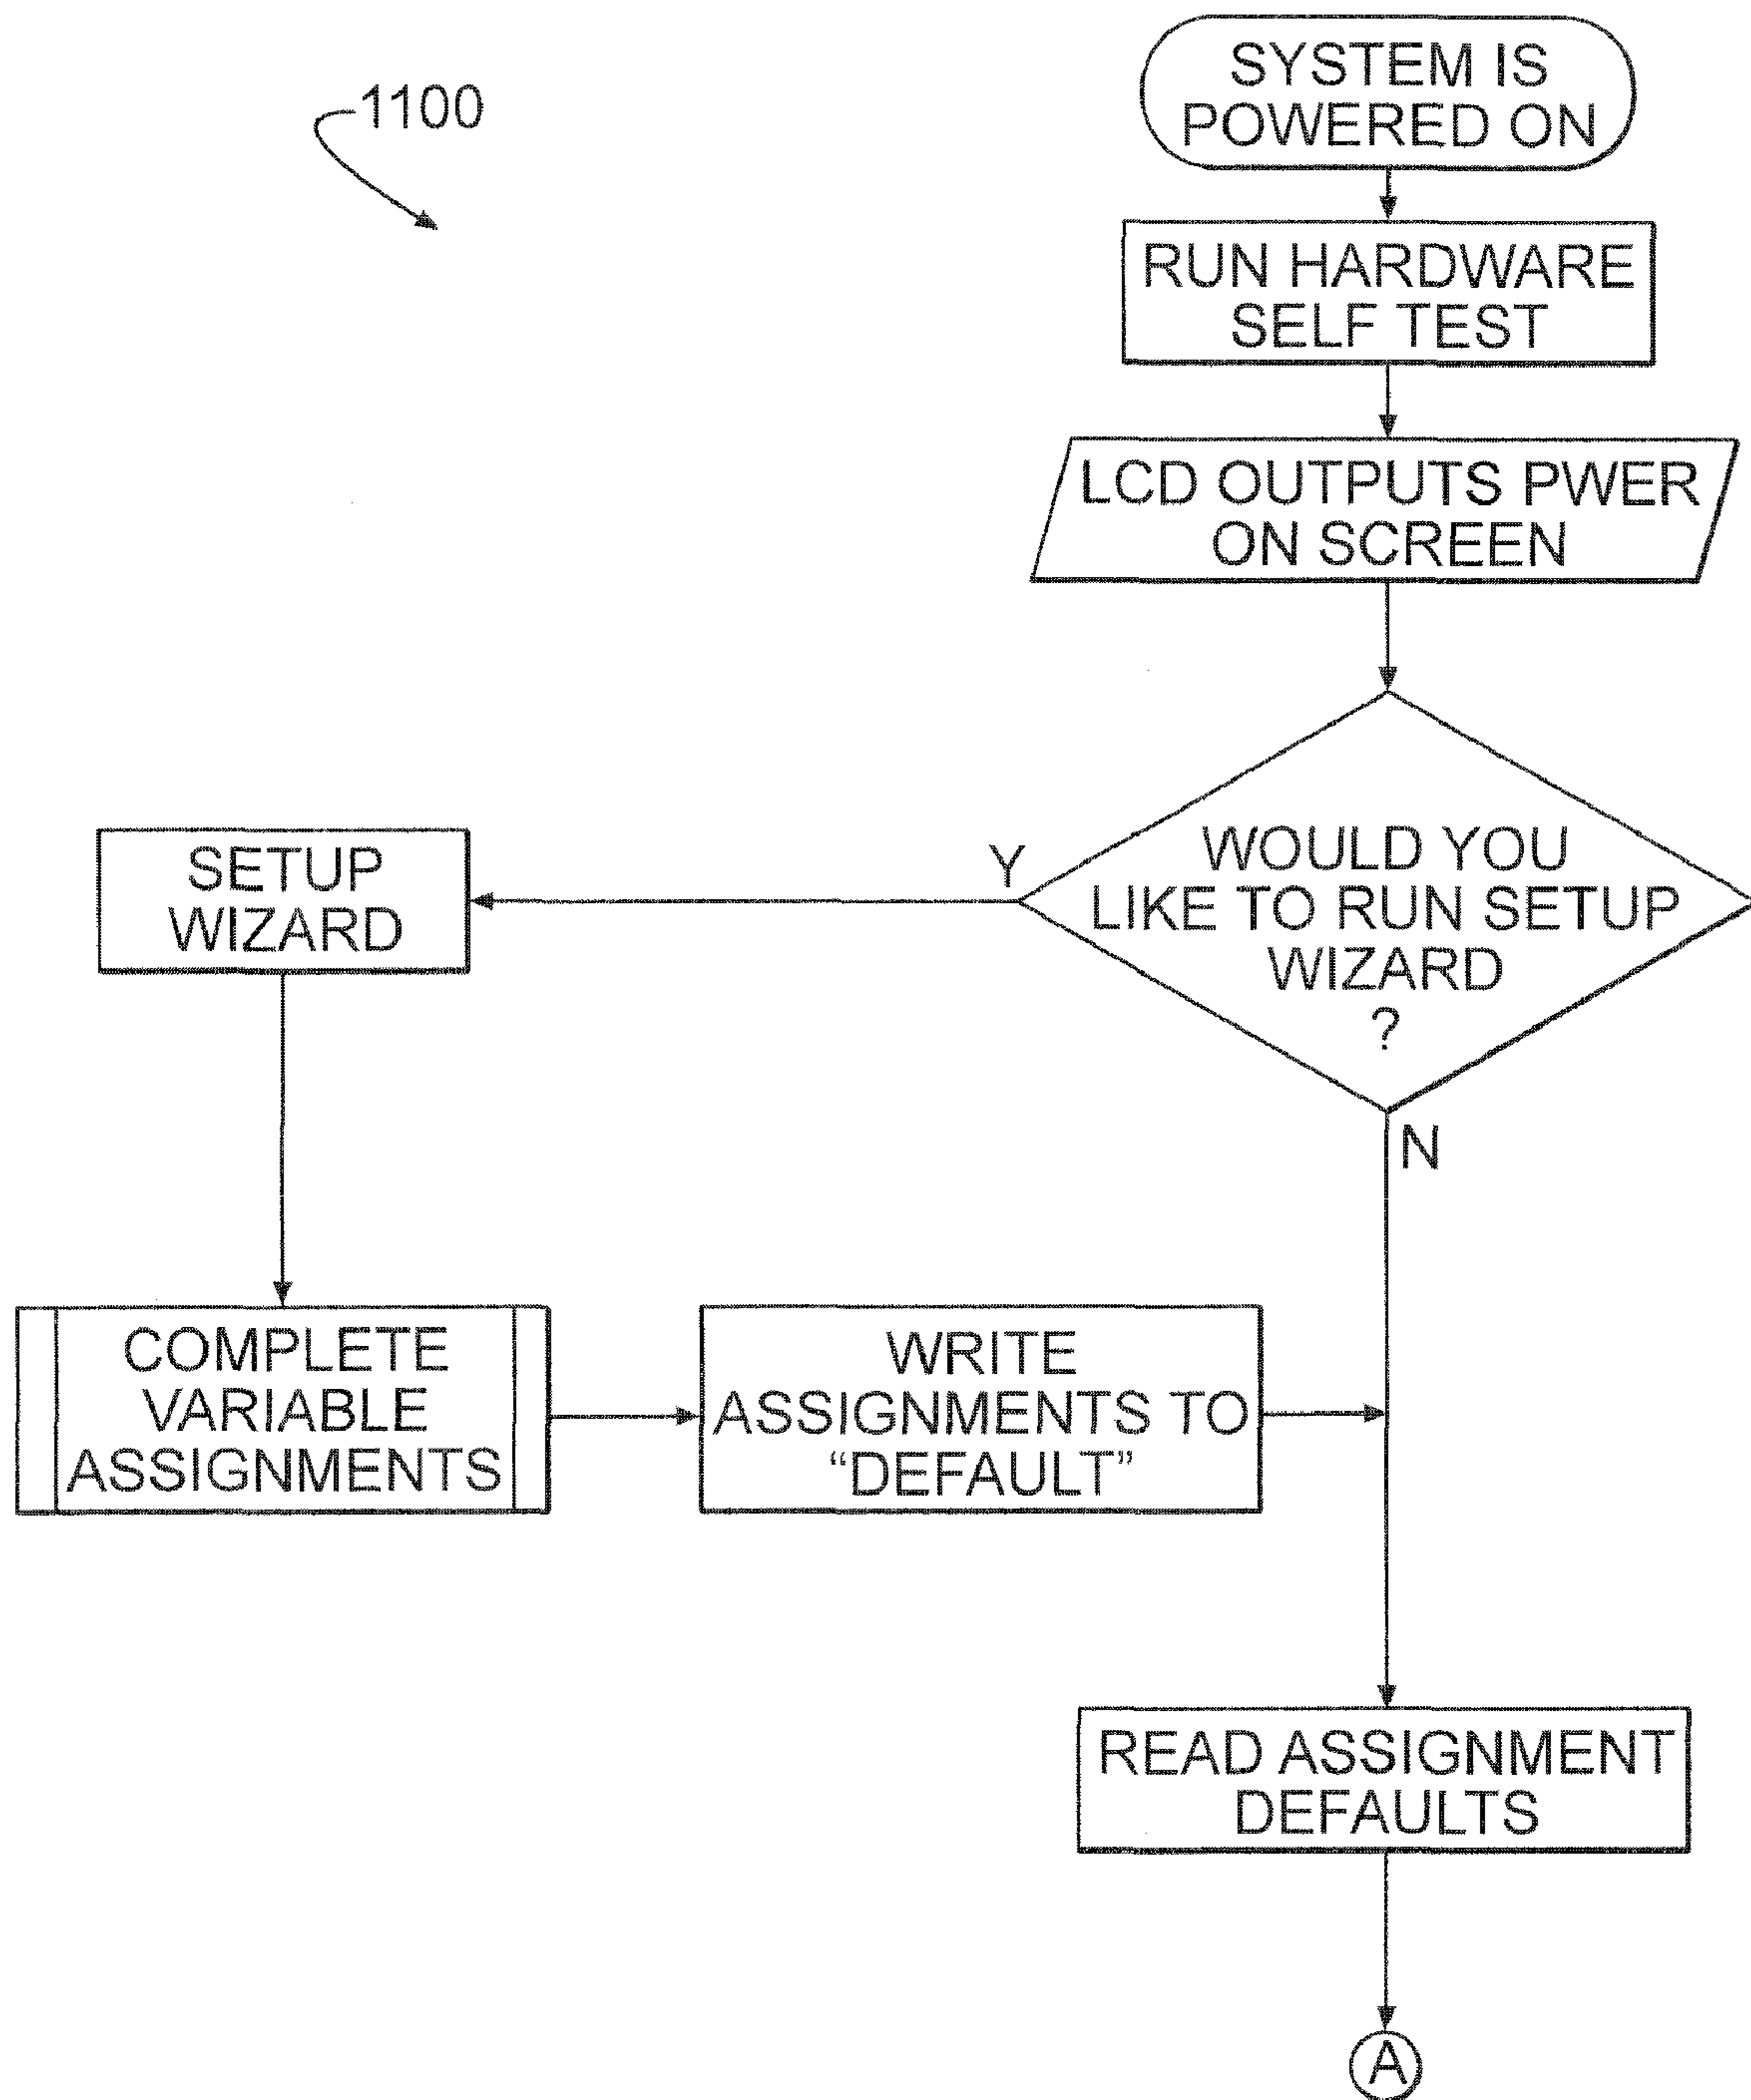 1100
SYSTEM IS
POWERED ON
RUN HARDWARE
SELF TEST
LCD OUTPUTS PWER
ON SCREEN
WOULD YOU
LIKE TO RUN SETUP
WIZARD
?
Y
N
SETUP
WIZARD
COMPLETE
VARIABLE
ASSIGNMENTS
WRITE
ASSIGNMENTS TO
“DEFAULT”
READ ASSIGNMENT
DEFAULTS
A